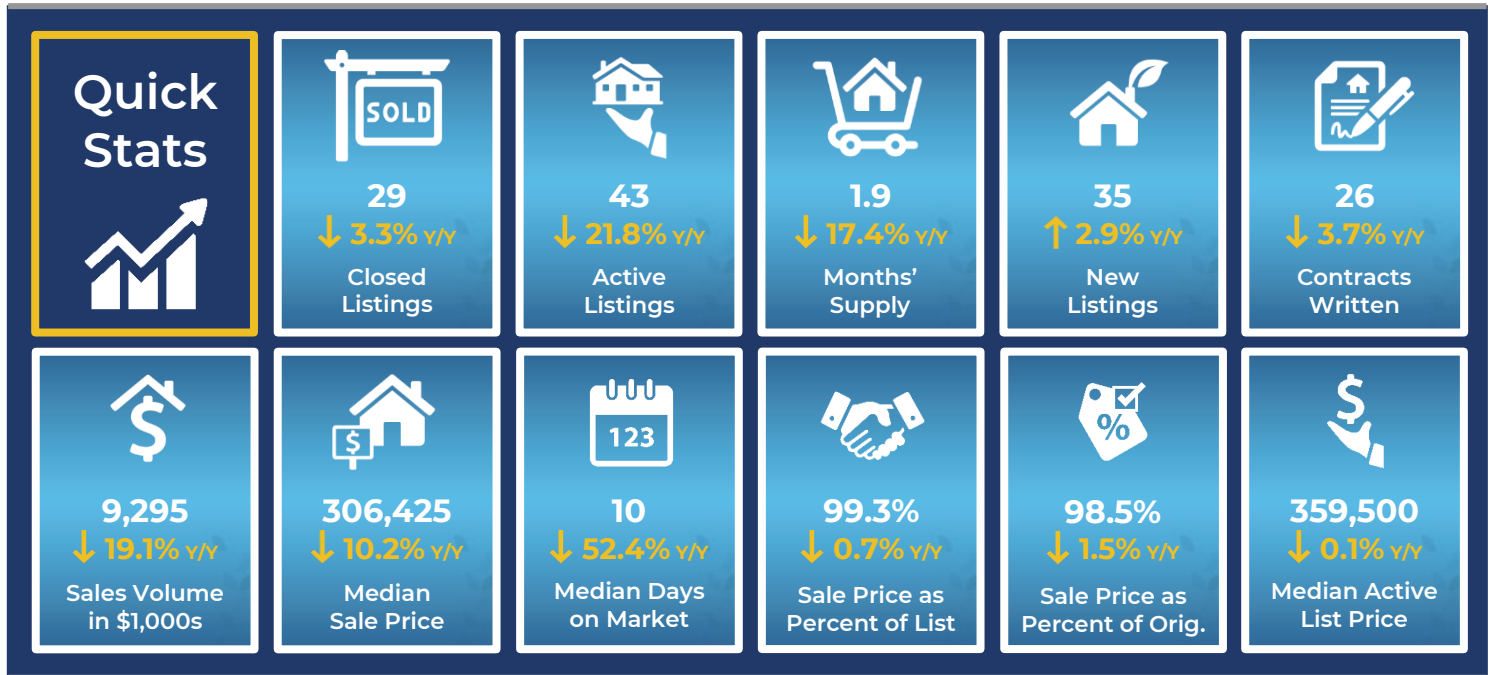 Quick
Stats
SOLD
29
↓ 3.3% Y/Y
Closed
Listings
43
↓ 21.8% Y/Y
Active
Listings
1.9
↓ 17.4% Y/Y
Months’
Supply
35
↑ 2.9% Y/Y
New
Listings
26
↓ 3.7% Y/Y
Contracts
Written
$
9,295
↓ 19.1% Y/Y
Sales Volume
in $1,000s
$
306,425
↓ 10.2% Y/Y
Median
Sale Price
123
10
↓ 52.4% Y/Y
Median Days
on Market
99.3%
↓ 0.7% Y/Y
Sale Price as
Percent of List
%
98.5%
↓ 1.5% Y/Y
Sale Price as
Percent of Orig.
$
359,500
↓ 0.1% Y/Y
Median Active
List Price